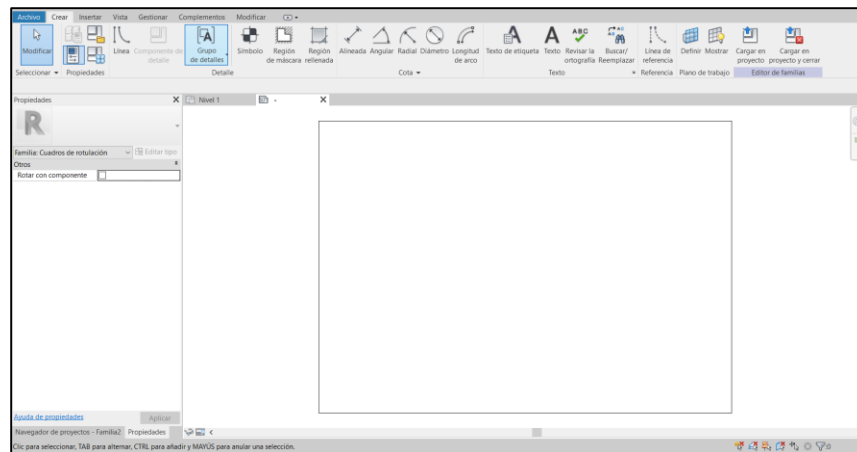 Archivo Crear Insertar Vista Gestionar Complementos Modificar
Modificar Línea Componente de detalle Grupo de detalles Símbolo Región de máscara Región rellenada Alineada Angular Radial Diámetro Longitud de arco Texto de etiqueta Texto Revisar la ortografía Buscar/ Reemplazar Línea de referencia Definir Mostrar Cargar en proyecto Cargar en proyecto y cerrar
Seleccionar Propiedades Detalle Cota Texto Referencia Plano de trabajo Editor de familias
Propiedades Nivel 1 -
R
Familia: Cuadros de rotulación Editar tipo
Otros
Rotar con componente
Ayuda de propiedades Aplicar
Navegador de proyectos - Familia2 Propiedades
Clic para seleccionar, TAB para alternar, CTRL para añadir y MAYÚS para anular una selección. :0